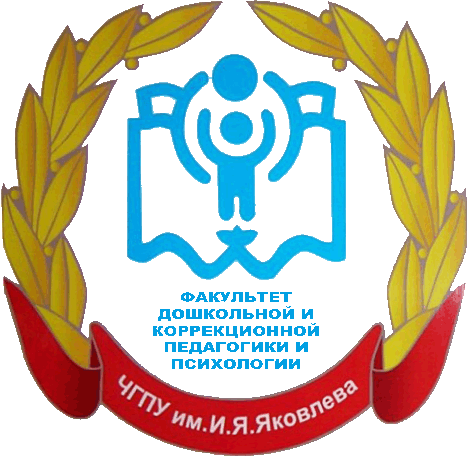 ФАКУЛЬТЕТ
ДОШКОЛЬНОЙ И
КОРРЕКЦИОННОЙ
ПЕДАГОГИКИ И
ПСИХОЛОГИИ
ЧГПУ им.И.Я.Яковлева